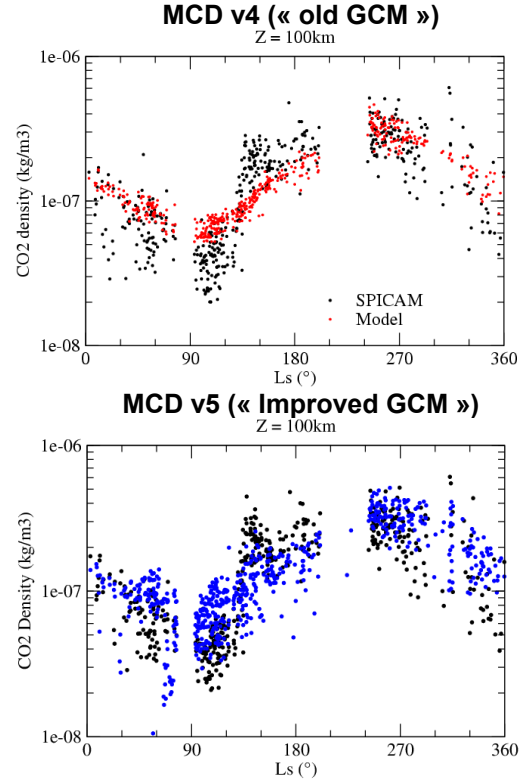 MCD v4 (« old GCM »)
Z = 100km
1e-06
1e-07
1e-08
CO2 density (kg/m3)
SPICAM
Model
0 90 180 270 360
Ls (°)
MCD v5 (« Improved GCM »)
Z = 100km
1e-06
1e-07
1e-08
CO2 Density (kg/m3)
0 90 180 270 360
Ls (°)